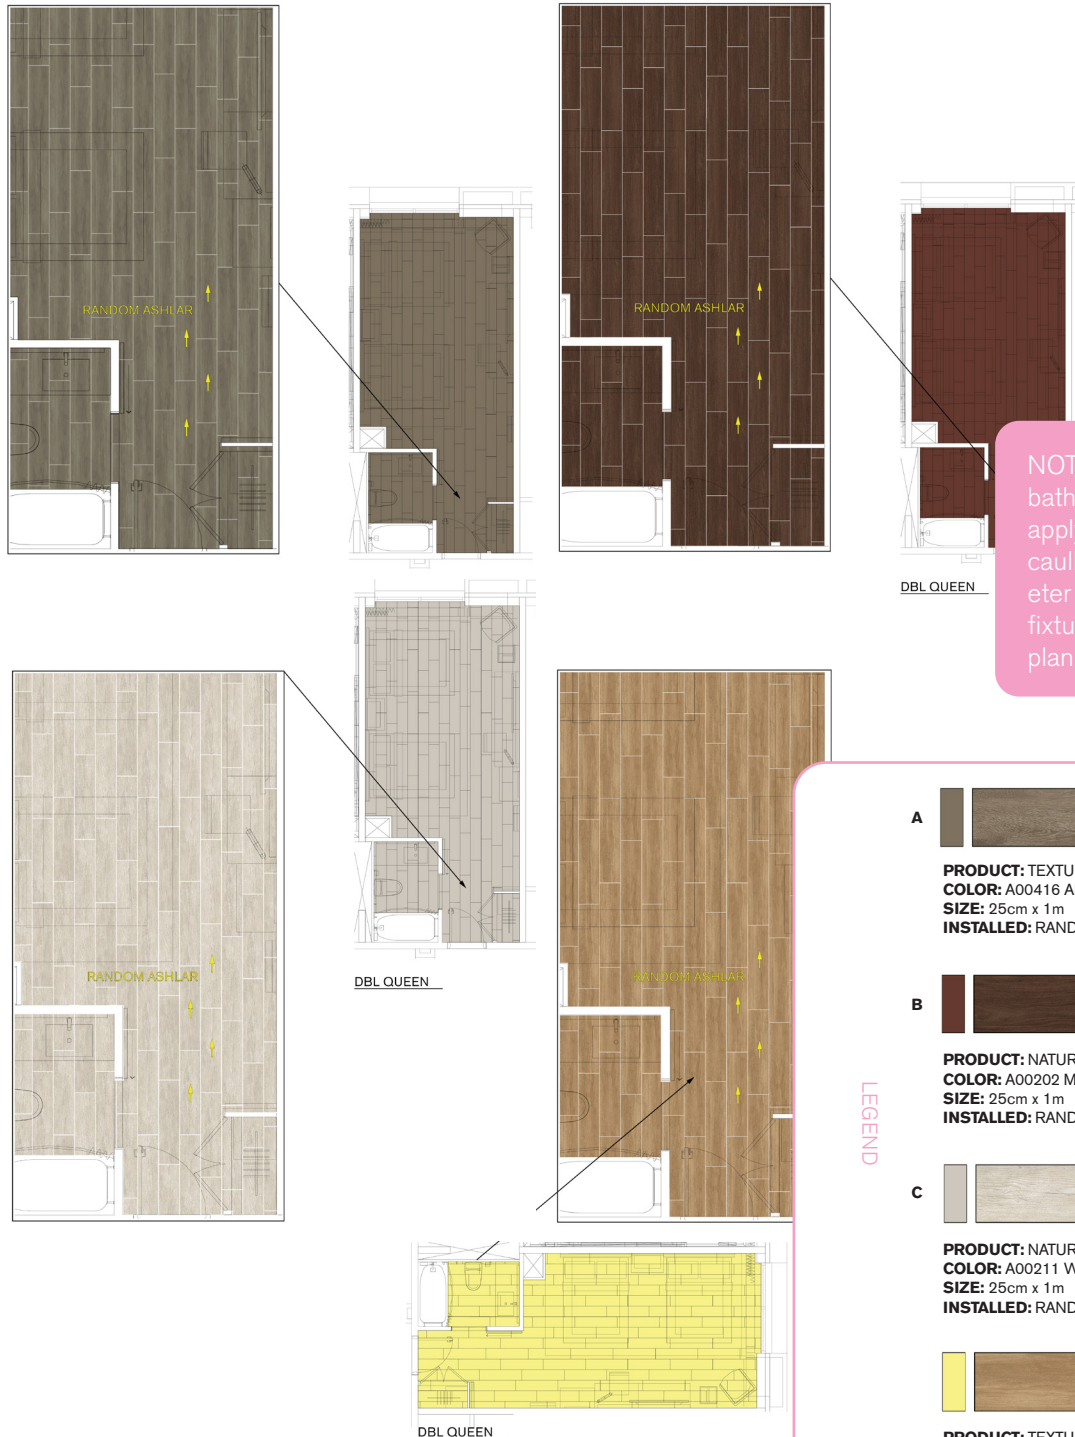 RANDOM ASHLAR
RANDOM ASHLAR
DBL QUEEN
NOT
bath
appl
caul
eter
fixtu
plan
RANDOM ASHLAR
DBL QUEEN
RANDOM ASHLAR
DBL QUEEN
LEGEND
A
PRODUCT: TEXTU
COLOR: A00416 A
SIZE: 25cm x 1m
INSTALLED: RAND
B
PRODUCT: NATUR
COLOR: A00202 M
SIZE: 25cm x 1m
INSTALLED: RAND
C
PRODUCT: NATUR
COLOR: A00211 W
SIZE: 25cm x 1m
INSTALLED: RAND
PRODUCT: TEXTU